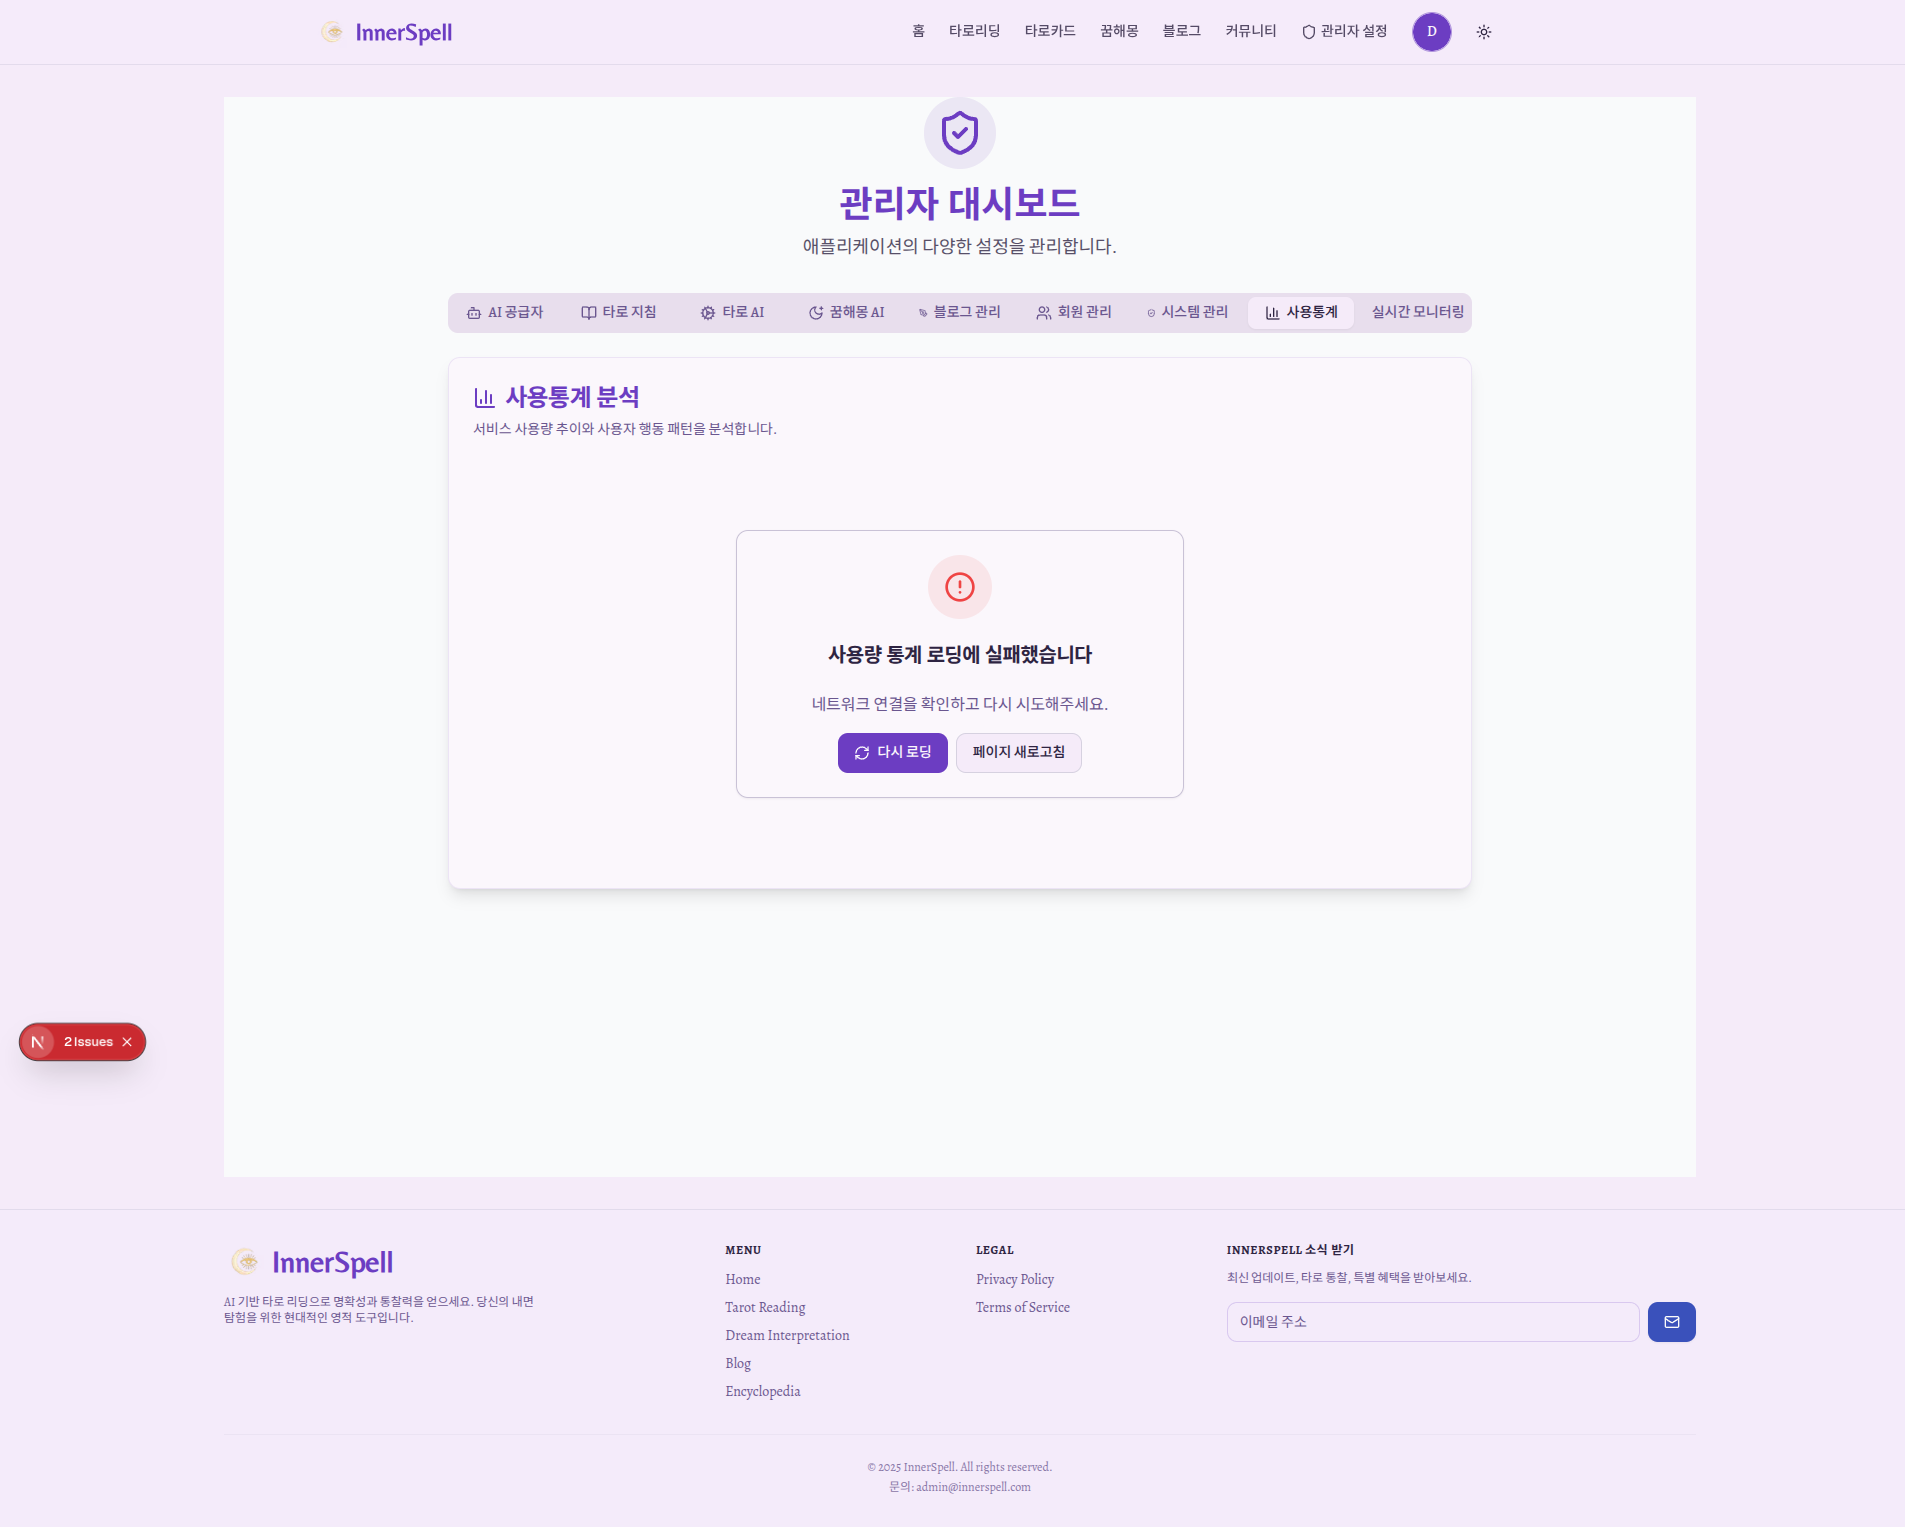 InnerSpell
홈 타로리딩 타로카드 꿈해몽 블로그 커뮤니티 관리자 설정 D
관리자 대시보드
애플리케이션의 다양한 설정을 관리합니다.
AI 공급자 타로 지침 타로 AI 꿈해몽 AI 블로그 관리 회원 관리 시스템 관리 사용통계 실시간 모니터링
사용통계 분석
서비스 사용량 추이와 사용자 행동 패턴을 분석합니다.
사용량 통계 로딩에 실패했습니다
네트워크 연결을 확인하고 다시 시도해주세요.
다시 로딩 페이지 새로고침
N 2 Issues
InnerSpell
AI 기반 타로 리딩으로 명확성과 통찰력을 얻으세요. 당신의 내면
탐험을 위한 현대적인 영적 도구입니다.
MENU
Home
Tarot Reading
Dream Interpretation
Blog
Encyclopedia
LEGAL
Privacy Policy
Terms of Service
INNERSPELL 소식 받기
최신 업데이트, 타로 통찰, 특별 혜택을 받아보세요.
이메일 주소
© 2025 InnerSpell. All rights reserved.
문의: admin@innerspell.com